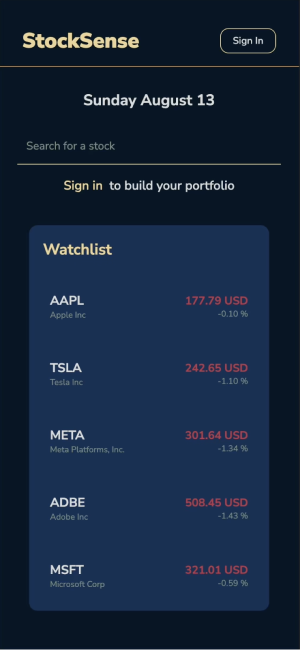 StockSense
Sign In
Sunday August 13
Search for a stock
Sign in to build your portfolio
Watchlist
AAPL 177.79 USD
Apple Inc -0.10 %
TSLA 242.65 USD
Tesla Inc -1.10 %
META 301.64 USD
Meta Platforms, Inc. -1.34 %
ADBE 508.45 USD
Adobe Inc -1.43 %
MSFT 321.01 USD
Microsoft Corp -0.59 %